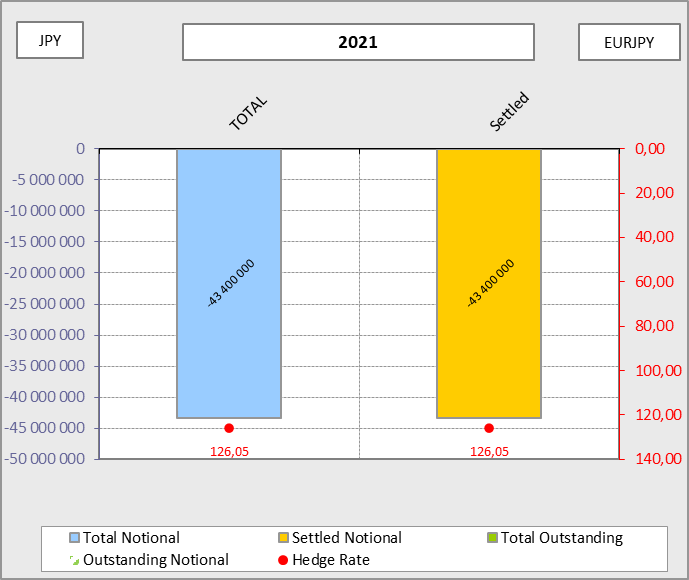 JPY
2021
EURJPY
TOTAL
Settled
0
-5 000 000
-10 000 000
-15 000 000
-20 000 000
-25 000 000
-30 000 000
-35 000 000
-40 000 000
-45 000 000
-50 000 000
-43 400 000
-43 400 000
126,05
126,05
0,00
20,00
40,00
60,00
80,00
100,00
120,00
140,00
Total Notional
Settled Notional
Total Outstanding
Outstanding Notional
Hedge Rate